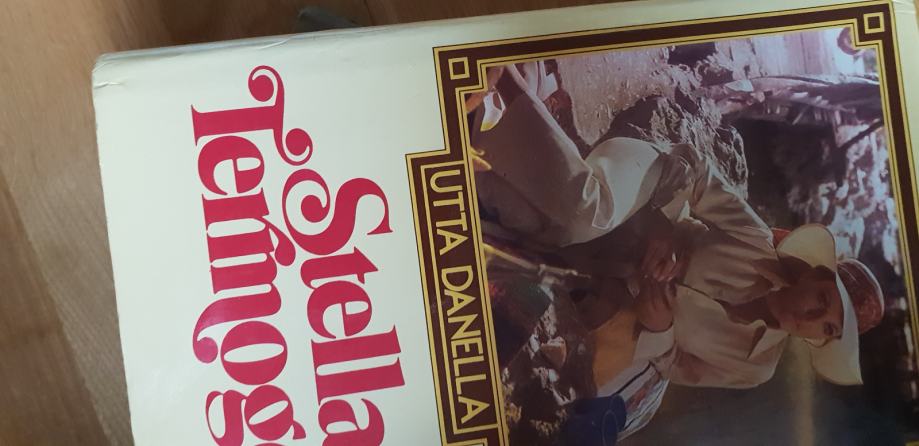 UTTA DANELLA
Stella
Termog